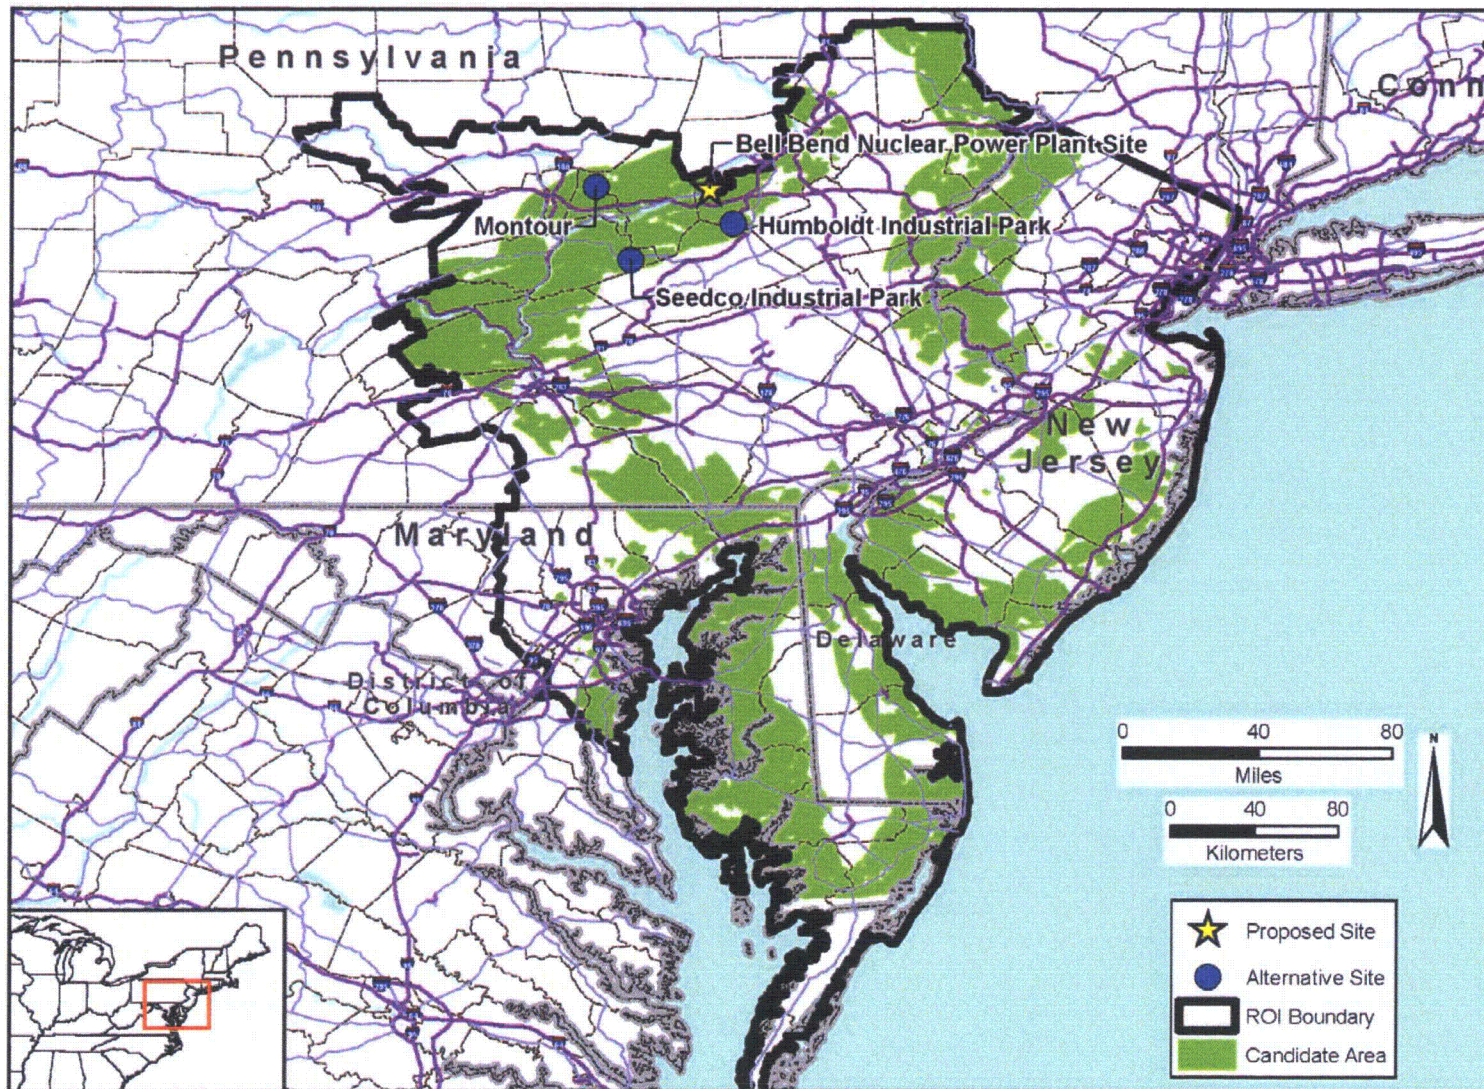 Pennsylvania
Conn
Bell Bend Nuclear Power Plant Site
Montour
Humboldt Industrial Park
Seedco Industrial Park
New
Jersey
Maryland
Delaware
District of
Columbia
0 40 80
Miles
0 40 80
Kilometers
N
Proposed Site
Alternative Site
ROI Boundary
Candidate Area